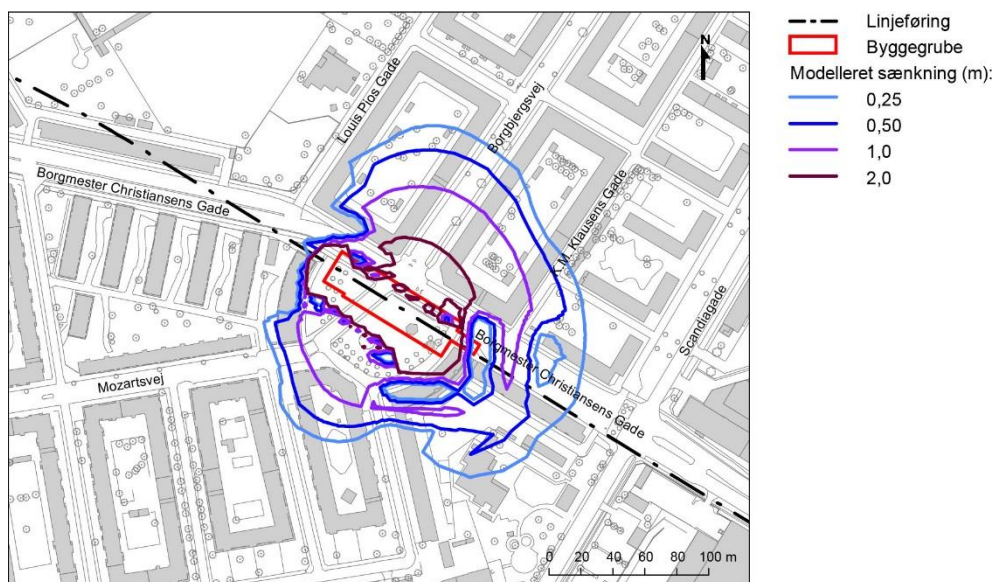 Linjeføring
Byggegrube
Modelleret sænkning (m):
0,25
0,50
1,0
2,0
N
Louis Pios Gade
Borgbjergsvej
Borgmester Christiansens Gade
K.M. Klausens Gade
Scandiagade
Borgmester Christiansens Gade
Mozartsvej
0 20 40 60 80 100 m